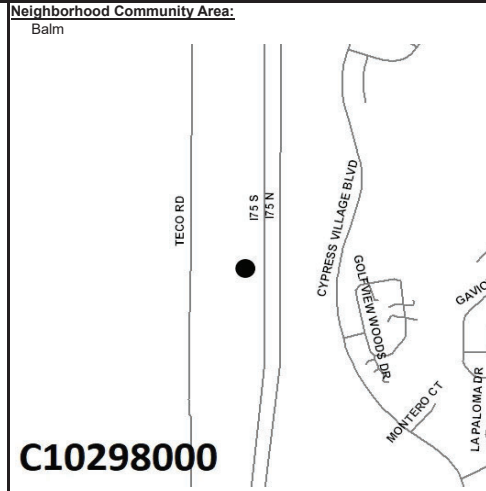 Neighborhood Community Area:
Balm
TECO RD
I75 S
I75 N
CYPRESS VILLAGE BLVD
GOLFVIEW WOODS DR
MONTERO CT
LA PALOMA DR
C10298000